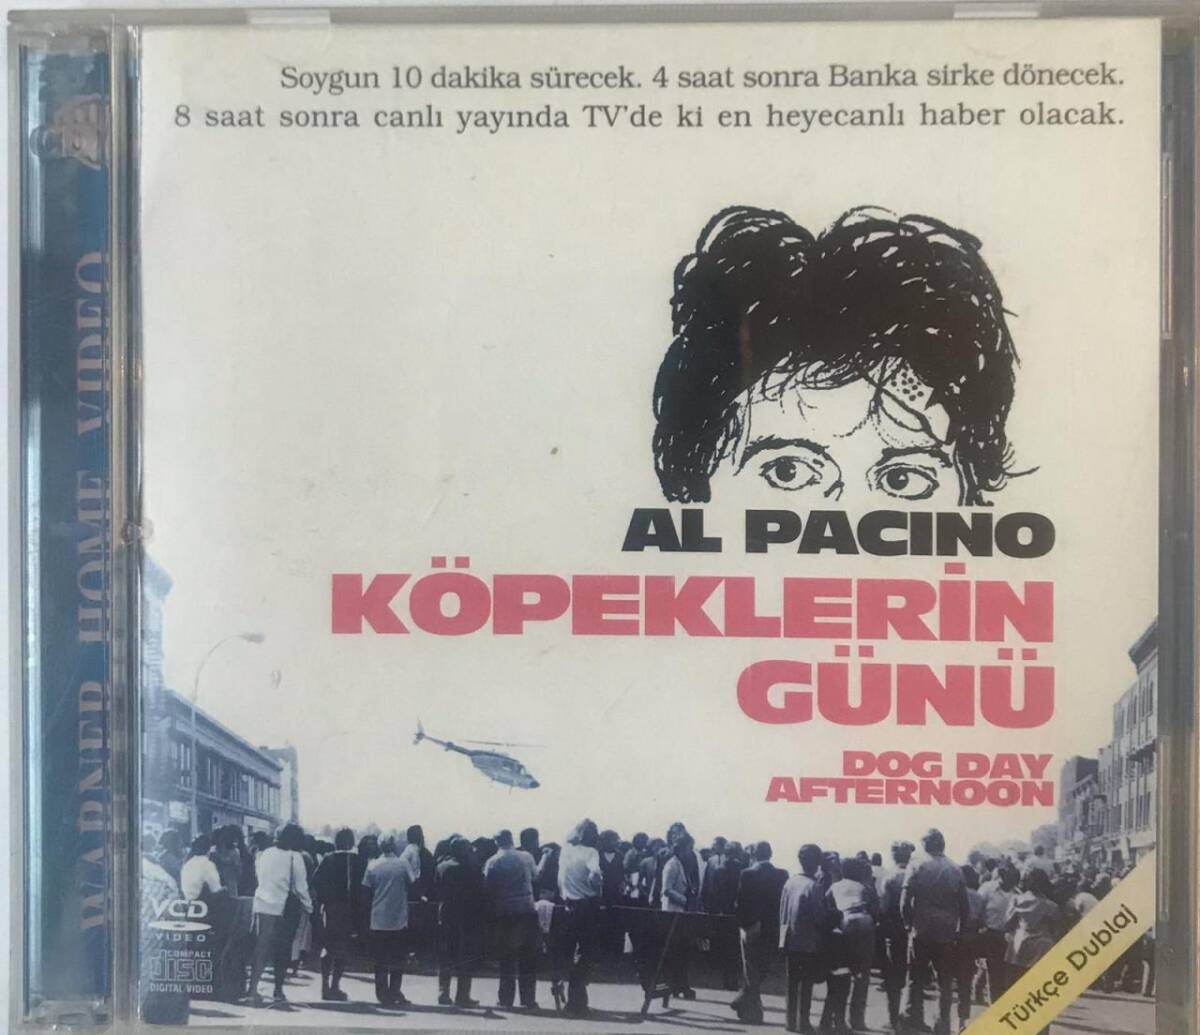 Soygun 10 dakika sürecek. 4 saat sonra Banka sirke dönecek.
8 saat sonra canlı yayında TV'de ki en heyecanlı haber olacak.
AL PACINO
KÖPEKLERİN
GÜNÜ
DOG DAY
AFTERNOON
WARNER HOME VIDEO
VCD
VIDEO
COMPACT
disc
DIGITAL VIDEO
Türkçe Dublaj